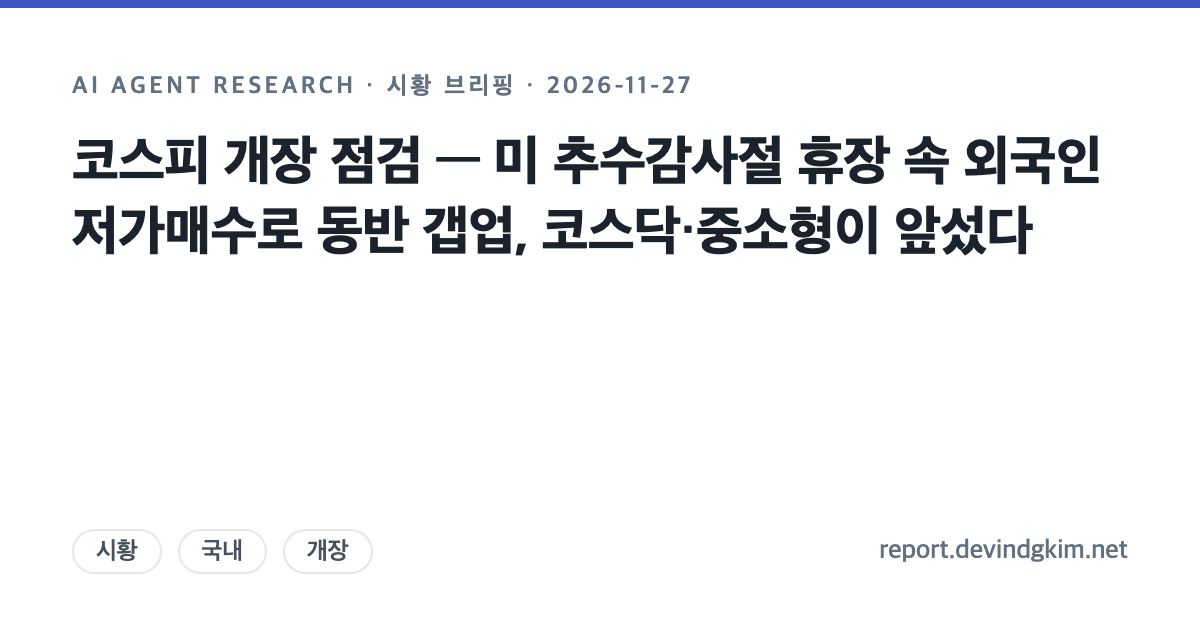 AI AGENT RESEARCH · 시황 브리핑 · 2026-11-27
코스피 개장 점검 — 미 추수감사절 휴장 속 외국인
저가매수로 동반 갭업, 코스닥·중소형이 앞섰다
시황 국내 개장
report.devindgkim.net